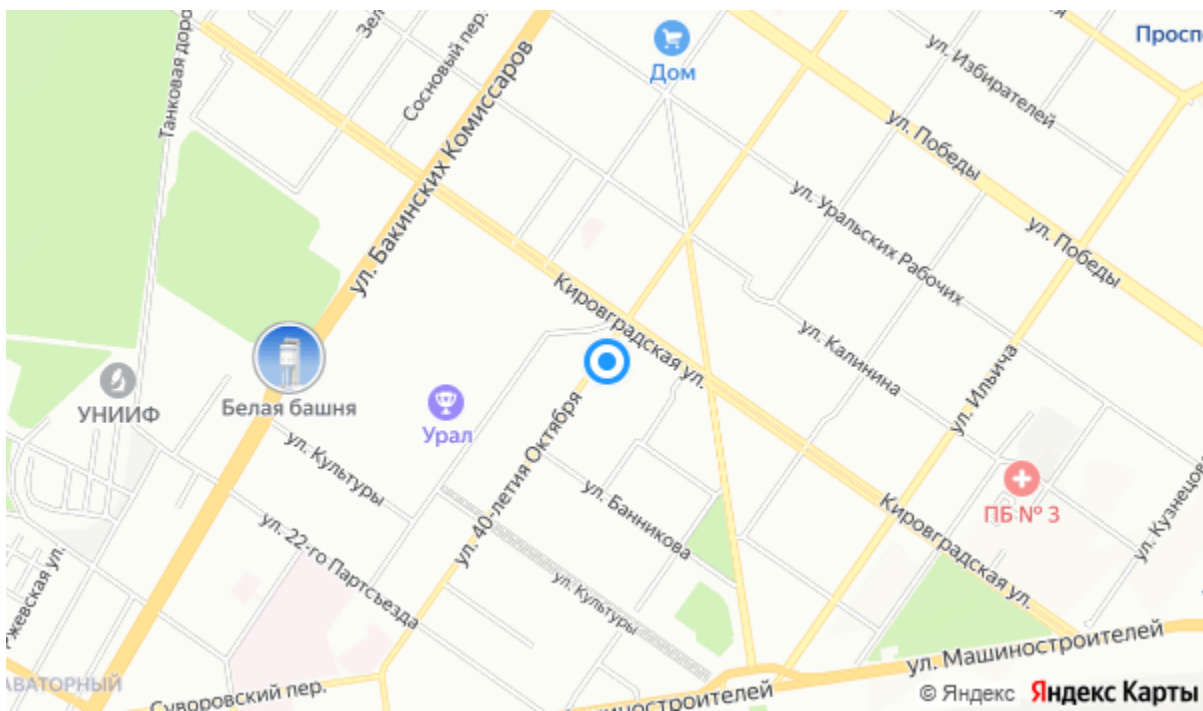 Танковая доро
Зел
Сосновый пер.
ул. Бакинских Комиссаров
Дом
ул. Избирателей
Просп
ул. Победы
ул. Победы
ул. Уральских Рабочих
Кировградская ул.
ул. Калинина
ул. Ильича
УНИИФ
Белая башня
Урал
ул. 40-летия Октября
ул. Культуры
ул. Банникова
ПБ № 3
Кировградская ул.
ул. Кузнецова
ул. 22-го Партсъезда
ул. Культуры
жевская ул.
ул. Машиностроителей
АВАТОРНЫЙ
Суворовский пер.
иностроителей
© Яндекс Яндекс Карты